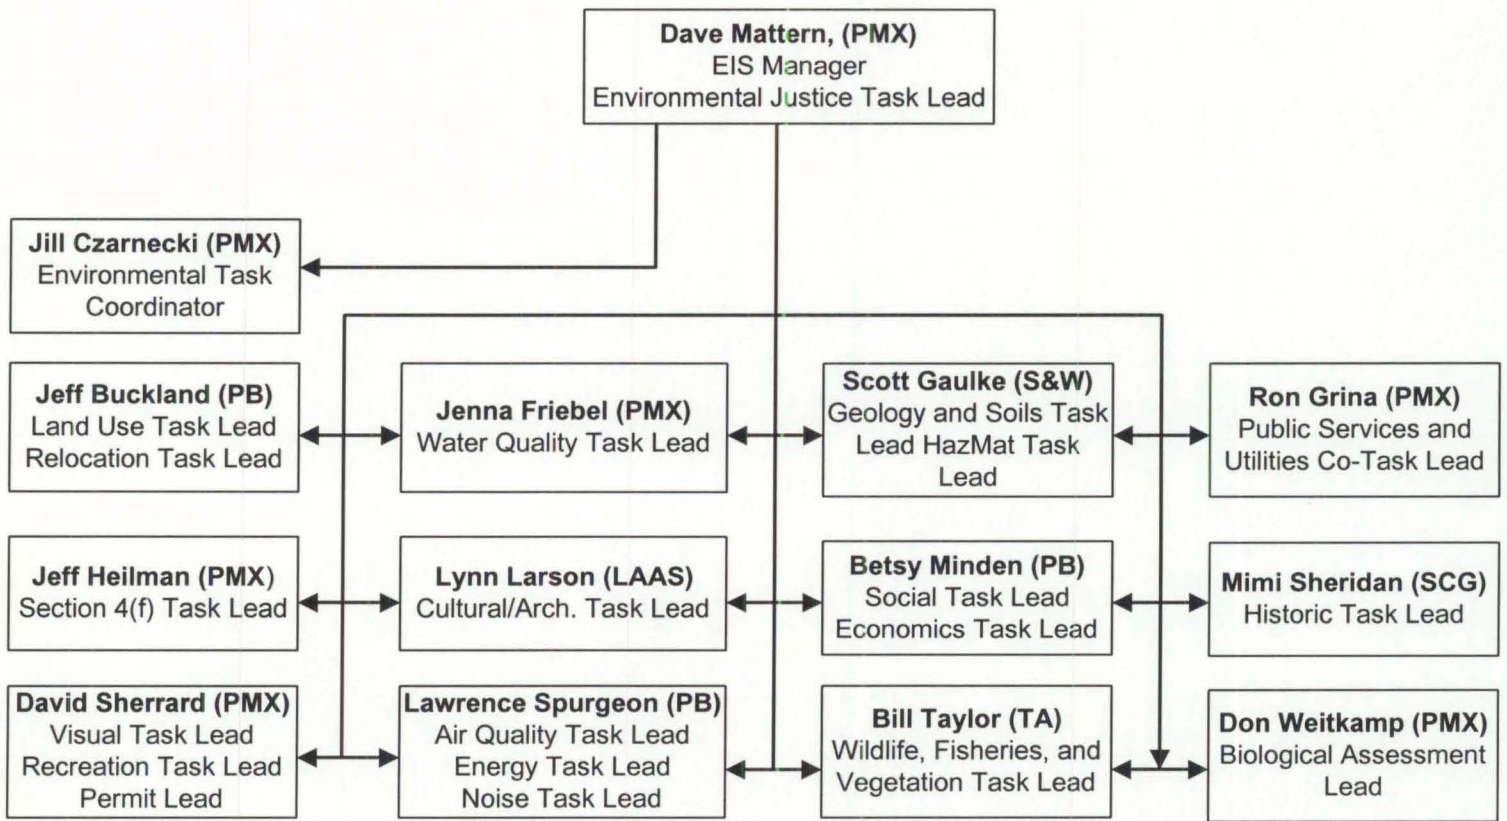 Dave Mattern, (PMX)
EIS Manager
Environmental Justice Task Lead
Jill Czarnecki (PMX)
Environmental Task
Coordinator
Jeff Buckland (PB)
Land Use Task Lead
Relocation Task Lead
Jenna Friebel (PMX)
Water Quality Task Lead
Scott Gaulke (S&W)
Geology and Soils Task
Lead HazMat Task
Lead
Ron Grina (PMX)
Public Services and
Utilities Co-Task Lead
Jeff Heilman (PMX)
Section 4(f) Task Lead
Lynn Larson (LAAS)
Cultural/Arch. Task Lead
Betsy Minden (PB)
Social Task Lead
Economics Task Lead
Mimi Sheridan (SCG)
Historic Task Lead
David Sherrard (PMX)
Visual Task Lead
Recreation Task Lead
Permit Lead
Lawrence Spurgeon (PB)
Air Quality Task Lead
Energy Task Lead
Noise Task Lead
Bill Taylor (TA)
Wildlife, Fisheries, and
Vegetation Task Lead
Don Weitkamp (PMX)
Biological Assessment
Lead